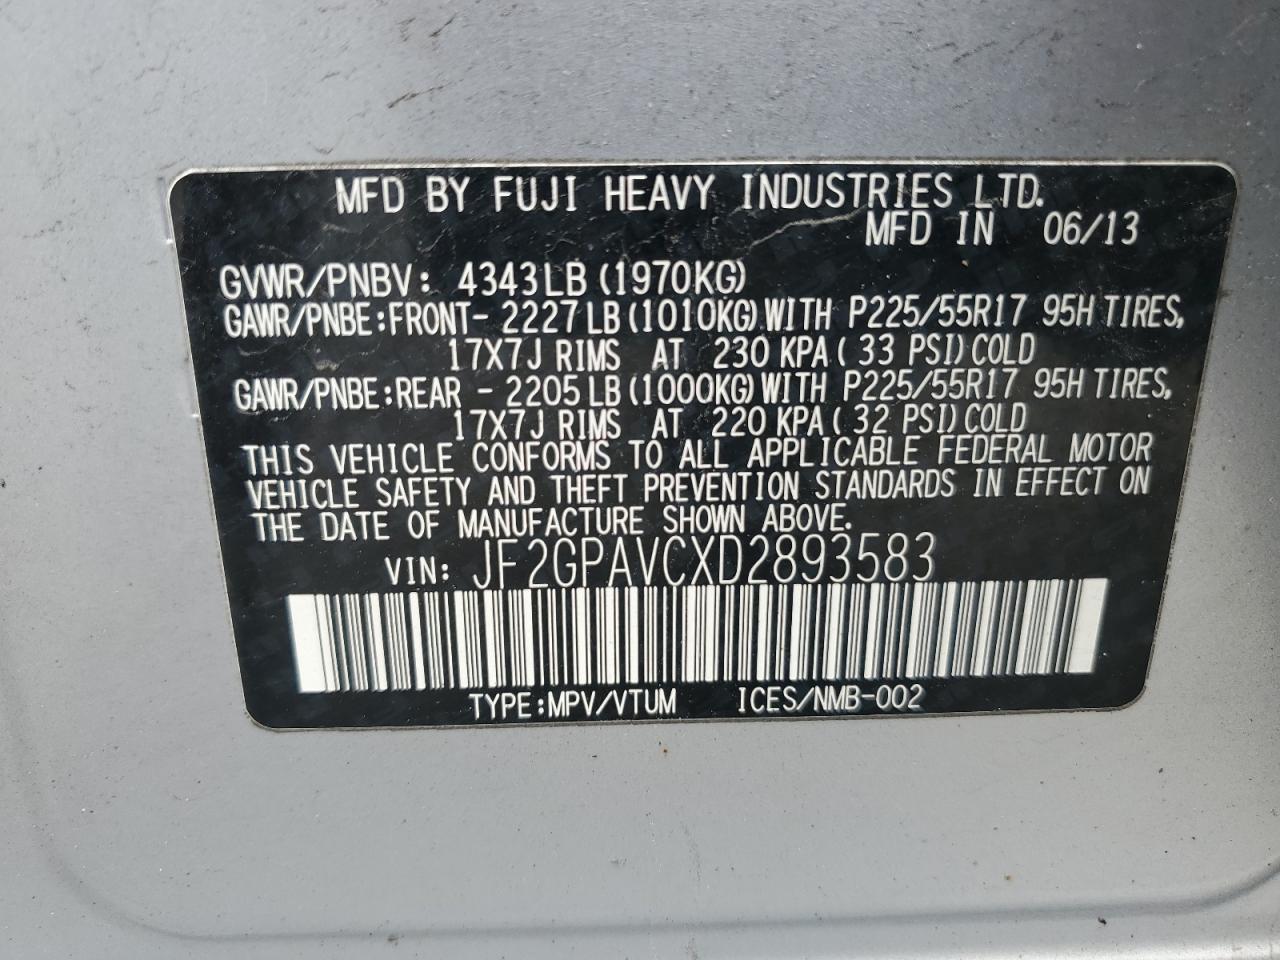 MFD BY FUJI HEAVY INDUSTRIES LTD.
MFD IN 06/13
GVWR/PNBV: 4343LB(1970KG)
GAWR/PNBE:FRONT- 2227LB(1010KG)WITH P225/55R17 95H TIRES,
17X7J RIMS AT 230 KPA( 33 PSI)COLD
GAWR/PNBE:REAR - 2205LB(1000KG)WITH P225/55R17 95H TIRES,
17X7J RIMS AT 220 KPA( 32 PSI)COLD
THIS VEHICLE CONFORMS TO ALL APPLICABLE FEDERAL MOTOR
VEHICLE SAFETY AND THEFT PREVENTION STANDARDS IN EFFECT ON
THE DATE OF MANUFACTURE SHOWN ABOVE.
VIN: JF2GPAVCXD2893583
TYPE:MPV/VTUM ICES/NMB-002